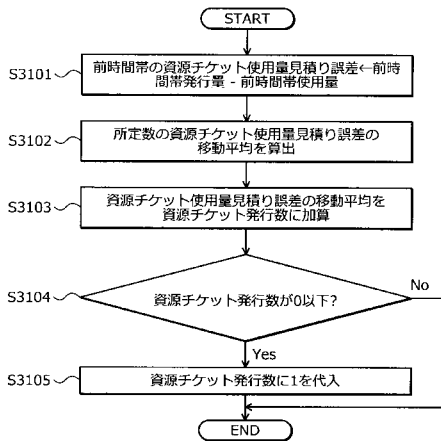 START
S3101
前時間帯の資源チケット使用量見積り誤差←前時
間帯発行量 - 前時間帯使用量
S3102
所定数の資源チケット使用量見積り誤差の
移動平均を算出
S3103
資源チケット使用量見積り誤差の移動平均を
資源チケット発行数に加算
S3104
資源チケット発行数が0以下?
No
Yes
S3105
資源チケット発行数に1を代入
END